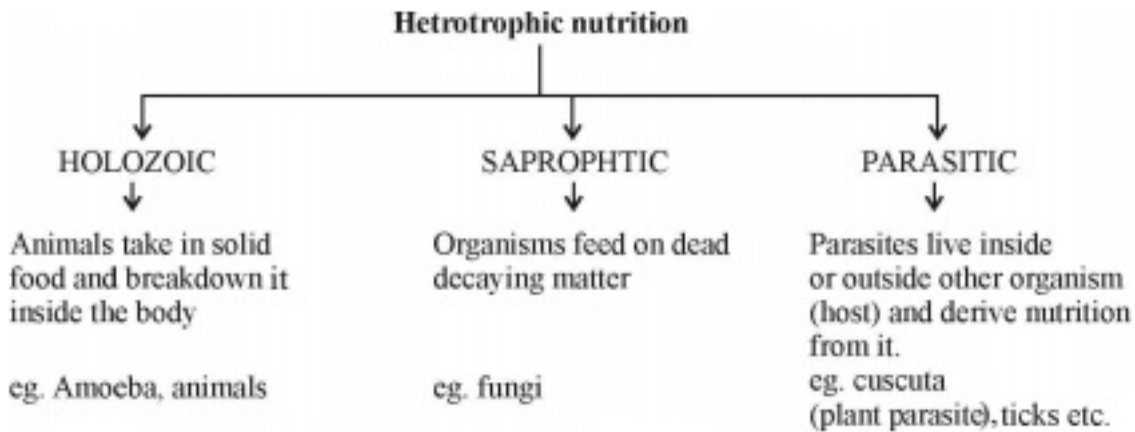 Hetrotrophic nutrition
HOLOZOIC
SAPROPHTIC
PARASITIC
Animals take in solid
food and breakdown it
inside the body
eg. Amoeba, animals
Organisms feed on dead
decaying matter
eg. fungi
Parasites live inside
or outside other organism
(host) and derive nutrition
from it.
eg. cuscuta
(plant parasite), ticks etc.